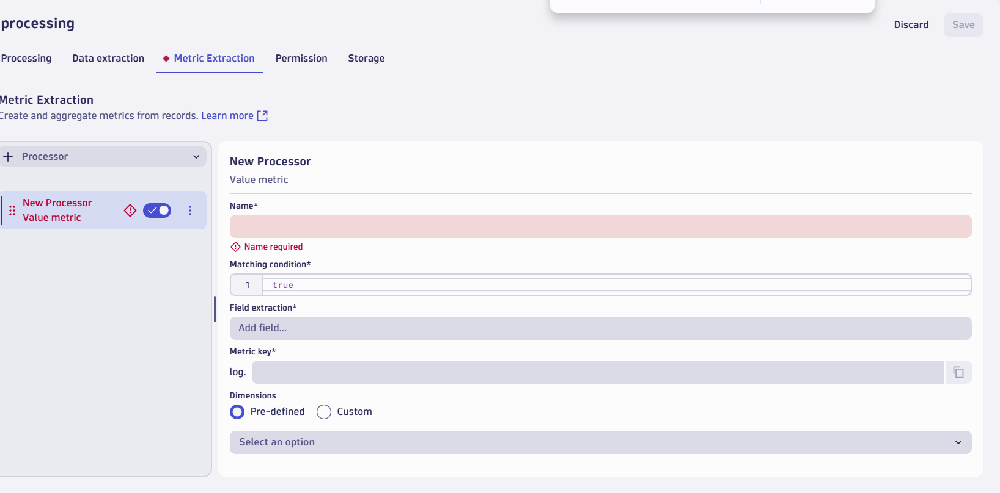 processing
Discard
Save
Processing
Data extraction
Metric Extraction
Permission
Storage
Metric Extraction
Create and aggregate metrics from records. Learn more
Processor
New Processor
Value metric
New Processor
Value metric
Name*
Name required
Matching condition*
1
true
Field extraction*
Add field...
Metric key*
log.
Dimensions
Pre-defined
Custom
Select an option